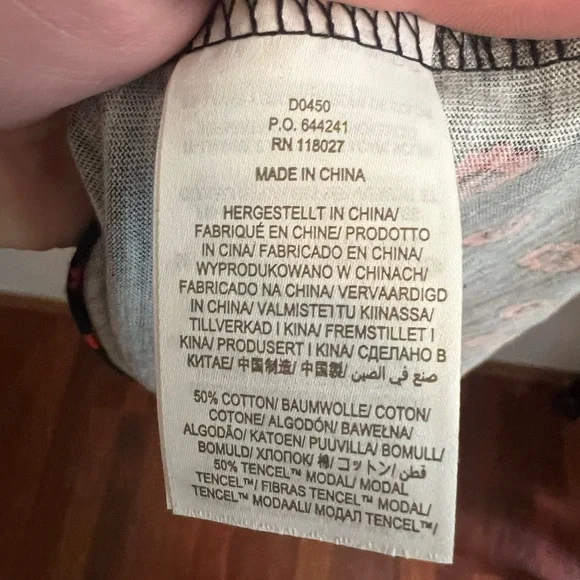 D0450
P.O. 644241
RN 118027
MADE IN CHINA
HERGESTELLT IN CHINA/
FABRIQUÉ EN CHINE/ PRODOTTO
IN CINA/ FABRICADO EN CHINA/
WYPRODUKOWANO W CHINACH/
FABRICADO NA CHINA/ VERVAARDIGD
IN CHINA/ VALMISTETTU KIINASSA/
TILLVERKAD I KINA/ FREMSTILLET I
KINA/ PRODUSERT I KINA/ СДЕЛАНО В
КИТАЕ/ 中国制造/ 中国製/ صنع في الصين/
50% COTTON/ BAUMWOLLE/ COTON/
COTONE/ ALGODÓN/ BAWEŁNA/
ALGODÃO/ KATOEN/ PUUVILLA/ BOMULL/
BOMULD/ ХЛОПОК/ 棉/ コットン/ قطن/
50% TENCEL™ MODAL/ MODAL
TENCEL™/ FIBRAS TENCEL™ MODAL/
TENCEL™ MODAALI/ МОДАЛ TENCEL™/